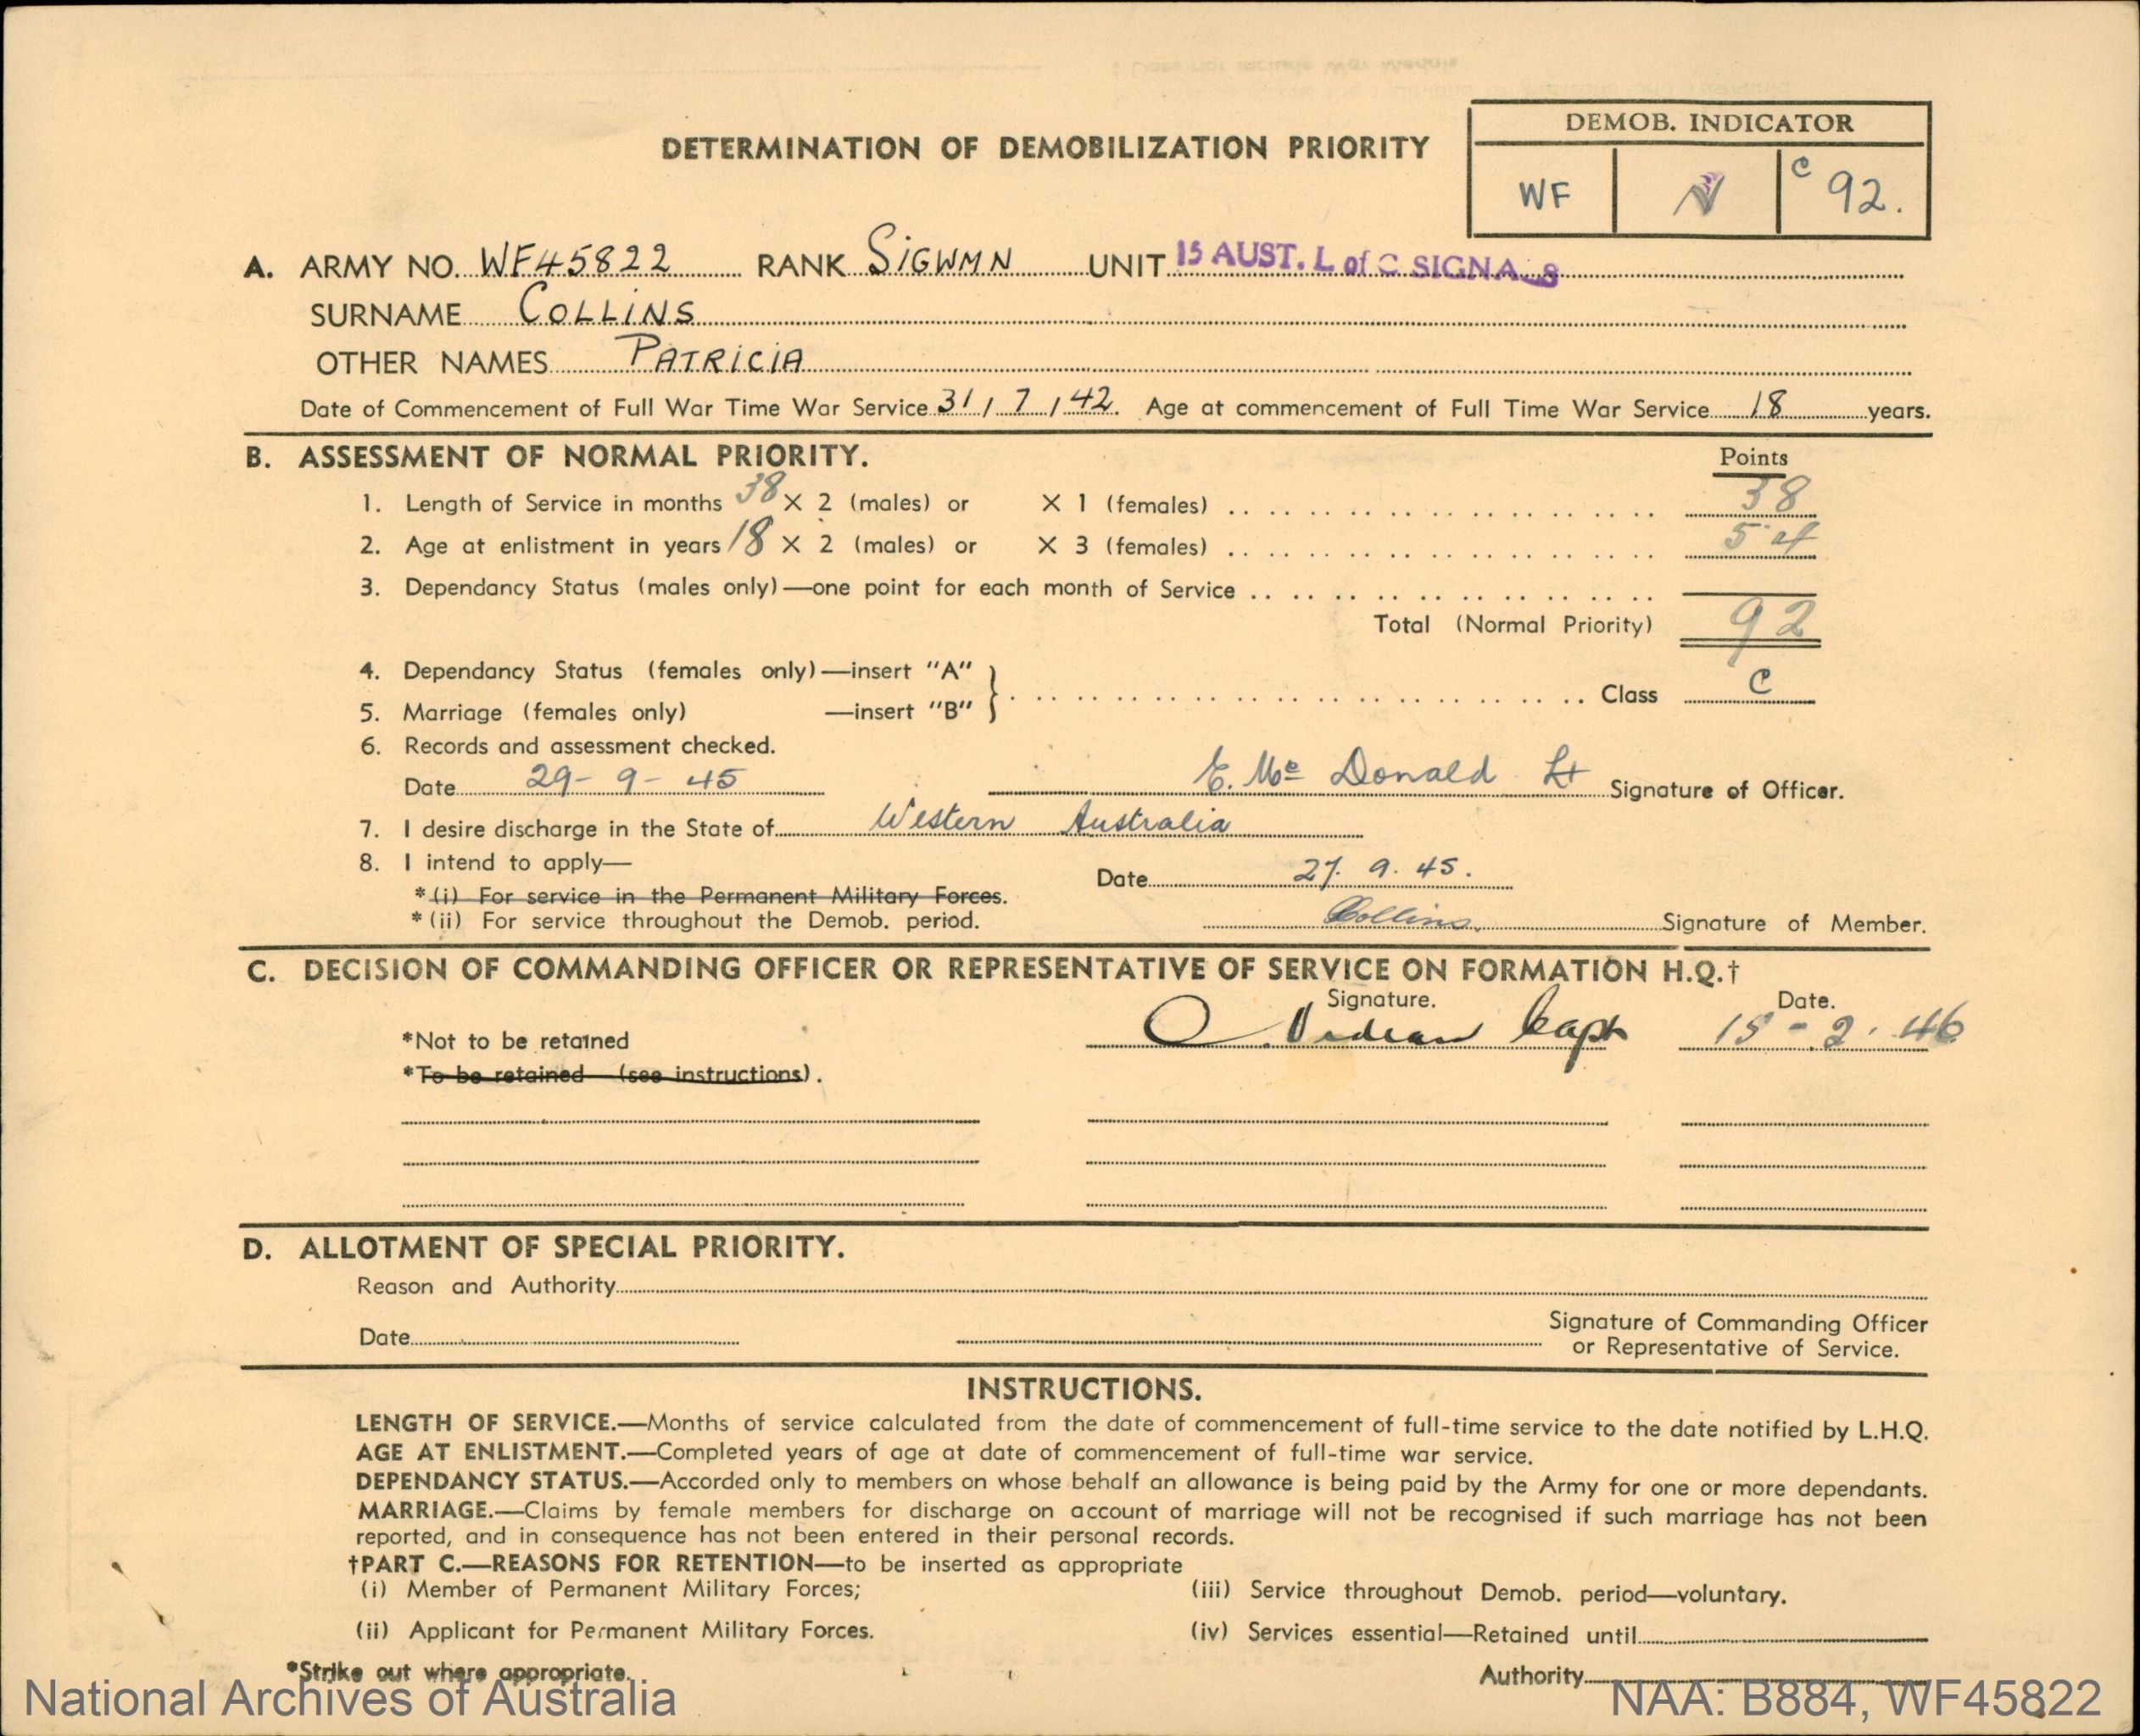 DETERMINATION OF DEMOBILIZATION PRIORITY
DEMOB. INDICATOR
WF N C 92.
A. ARMY NO. WF45822 RANK SiGWMN UNIT 15 AUST. L of C SIGNALS
SURNAME COLLiNS
OTHER NAMES PATRiCiA
Date of Commencement of Full War Time War Service 31 / 7 / 42. Age at commencement of Full Time War Service 18 years.
B. ASSESSMENT OF NORMAL PRIORITY. Points
1. Length of Service in months 38 × 2 (males) or × 1 (females) 38
2. Age at enlistment in years 18 × 2 (males) or × 3 (females) 54
3. Dependancy Status (males only)—one point for each month of Service
Total (Normal Priority) 92
4. Dependancy Status (females only)—insert "A"
Class C
5. Marriage (females only) —insert "B"
6. Records and assessment checked.
Date 29- 9- 45 E. Mc Donald Lt Signature of Officer.
7. I desire discharge in the State of Western Australia
8. I intend to apply—
Date 27. 9. 45.
*(i) For service in the Permanent Military Forces.
*(ii) For service throughout the Demob. period. Collins. Signature of Member.
C. DECISION OF COMMANDING OFFICER OR REPRESENTATIVE OF SERVICE ON FORMATION H.Q.†
Signature. Date.
*Not to be retained Capt 15 - 2. 46
*To be retained (see instructions).
D. ALLOTMENT OF SPECIAL PRIORITY.
Reason and Authority
Signature of Commanding Officer
Date or Representative of Service.
INSTRUCTIONS.
LENGTH OF SERVICE.—Months of service calculated from the date of commencement of full-time service to the date notified by L.H.Q.
AGE AT ENLISTMENT.—Completed years of age at date of commencement of full-time war service.
DEPENDANCY STATUS.—Accorded only to members on whose behalf an allowance is being paid by the Army for one or more dependants.
MARRIAGE.—Claims by female members for discharge on account of marriage will not be recognised if such marriage has not been
reported, and in consequence has not been entered in their personal records.
†PART C.—REASONS FOR RETENTION—to be inserted as appropriate
(i) Member of Permanent Military Forces; (iii) Service throughout Demob. period—voluntary.
(ii) Applicant for Permanent Military Forces. (iv) Services essential—Retained until
*Strike out where appropriate. Authority
National Archives of Australia NAA: B884, WF45822